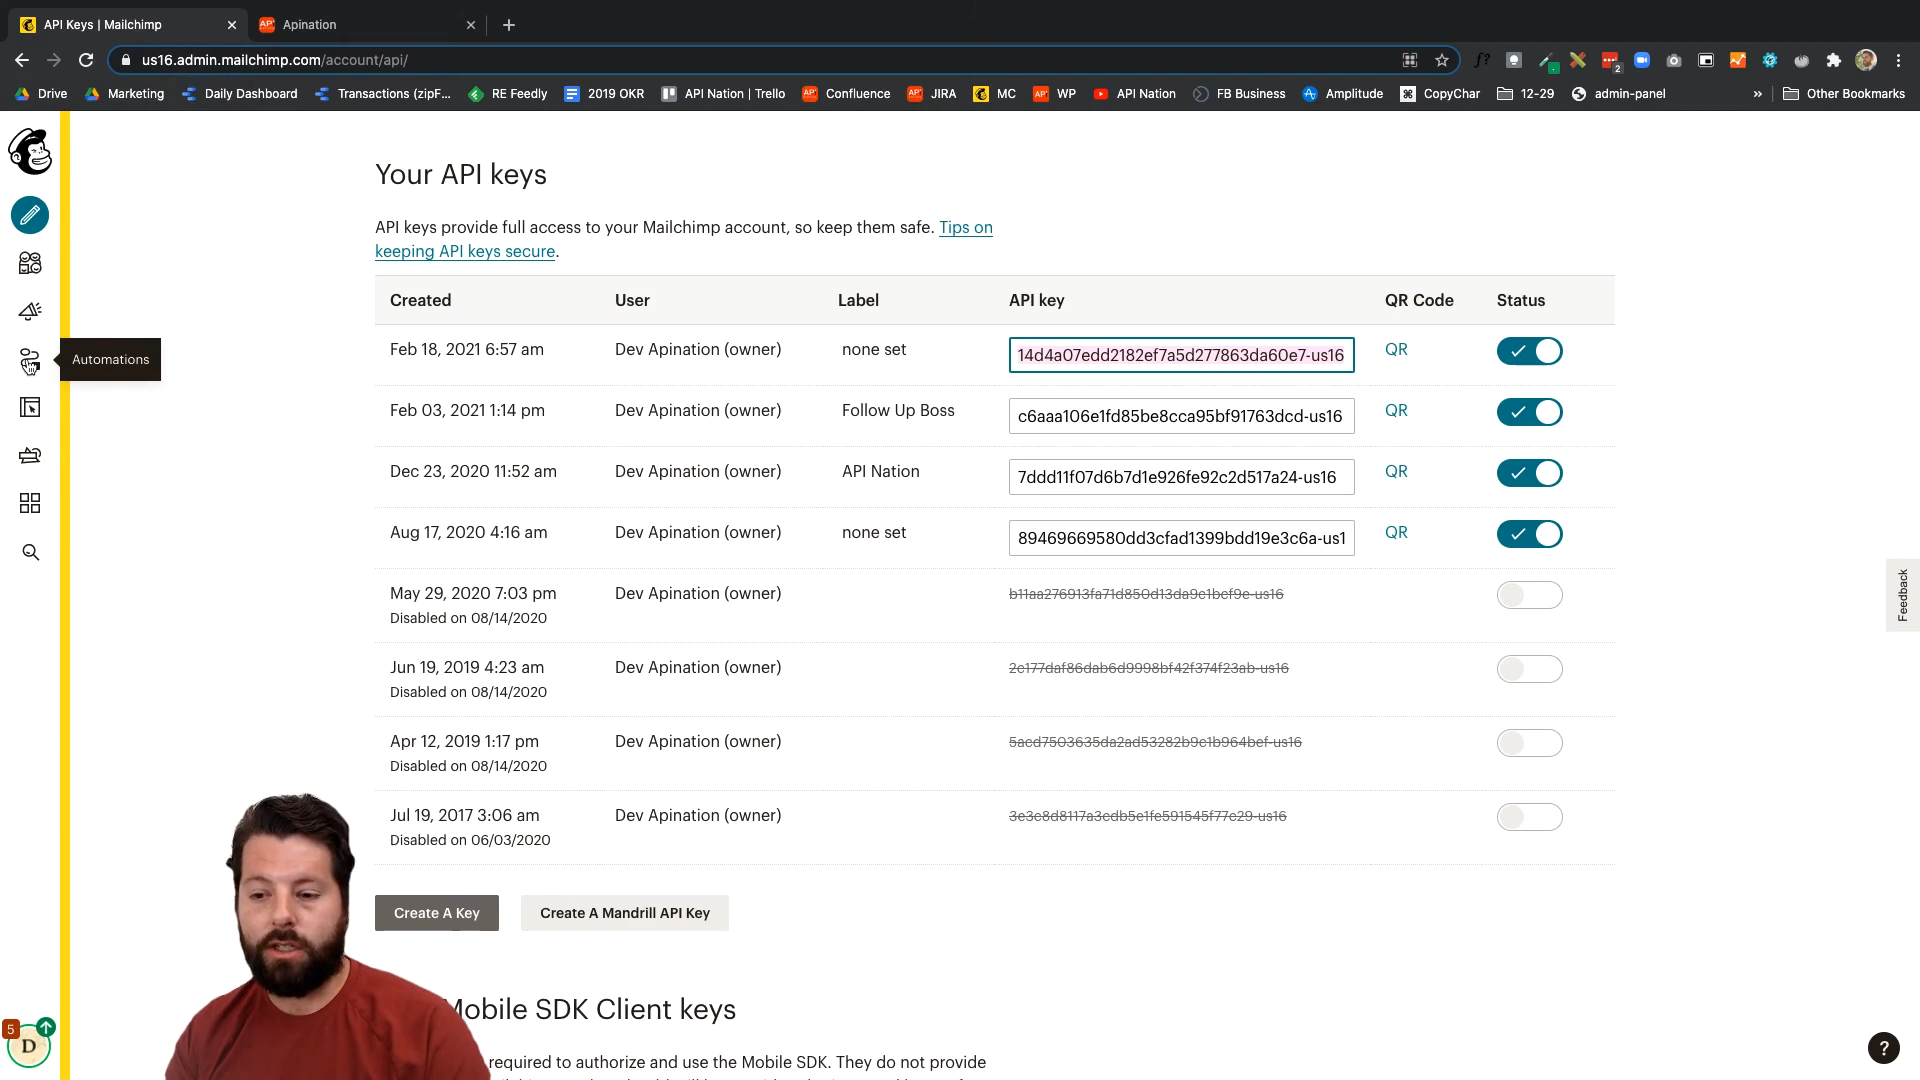 API Keys | Mailchimp
Apination
us16.admin.mailchimp.com/account/api/
Drive Marketing Daily Dashboard Transactions (zipF... RE Feedly 2019 OKR API Nation | Trello Confluence JIRA MC WP API Nation FB Business Amplitude CopyChar 12-29 admin-panel » Other Bookmarks
Your API keys
API keys provide full access to your Mailchimp account, so keep them safe. Tips on
keeping API keys secure.
Created User Label API key QR Code Status
Feb 18, 2021 6:57 am Dev Apination (owner) none set 14d4a07edd2182ef7a5d277863da60e7-us16 QR
Automations
Feb 03, 2021 1:14 pm Dev Apination (owner) Follow Up Boss c6aaa106e1fd85be8cca95bf91763dcd-us16 QR
Dec 23, 2020 11:52 am Dev Apination (owner) API Nation 7ddd11f07d6b7d1e926fe92c2d517a24-us16 QR
Aug 17, 2020 4:16 am Dev Apination (owner) none set 89469669580dd3cfad1399bdd19e3c6a-us1 QR
May 29, 2020 7:03 pm Dev Apination (owner)
Disabled on 08/14/2020
Jun 19, 2019 4:23 am Dev Apination (owner)
Disabled on 08/14/2020
Apr 12, 2019 1:17 pm Dev Apination (owner)
Disabled on 08/14/2020
Jul 19, 2017 3:06 am Dev Apination (owner)
Disabled on 06/03/2020
Feedback
Create A Key Create A Mandrill API Key
Mobile SDK Client keys
required to authorize and use the Mobile SDK. They do not provide
5
D
?